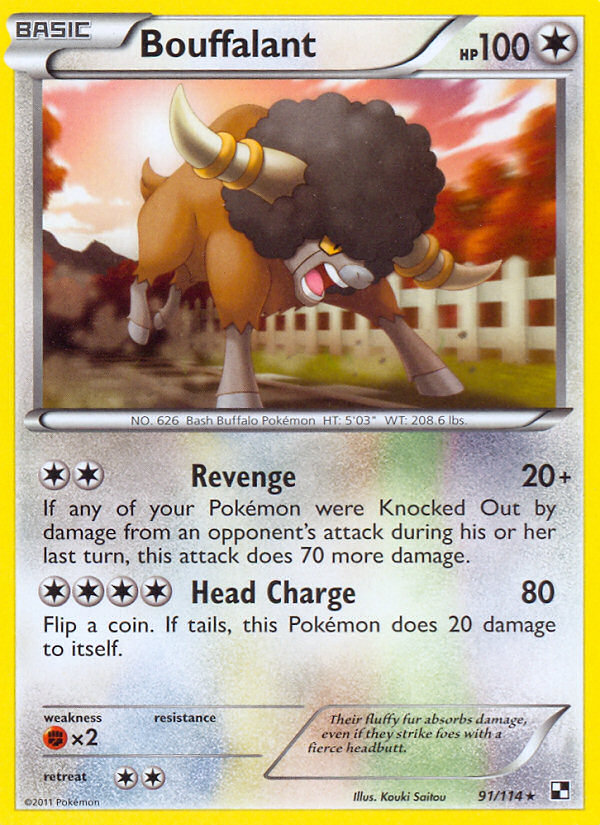 BASIC
Bouffalant
HP100
NO. 626 Bash Buffalo Pokémon HT: 5'03" WT: 208.6 lbs.
Revenge 20+
If any of your Pokémon were Knocked Out by
damage from an opponent's attack during his or her
last turn, this attack does 70 more damage.
Head Charge 80
Flip a coin. If tails, this Pokémon does 20 damage
to itself.
weakness resistance
×2
retreat
Their fluffy fur absorbs damage,
even if they strike foes with a
fierce headbutt.
©2011 Pokémon
Illus. Kouki Saitou 91/114★